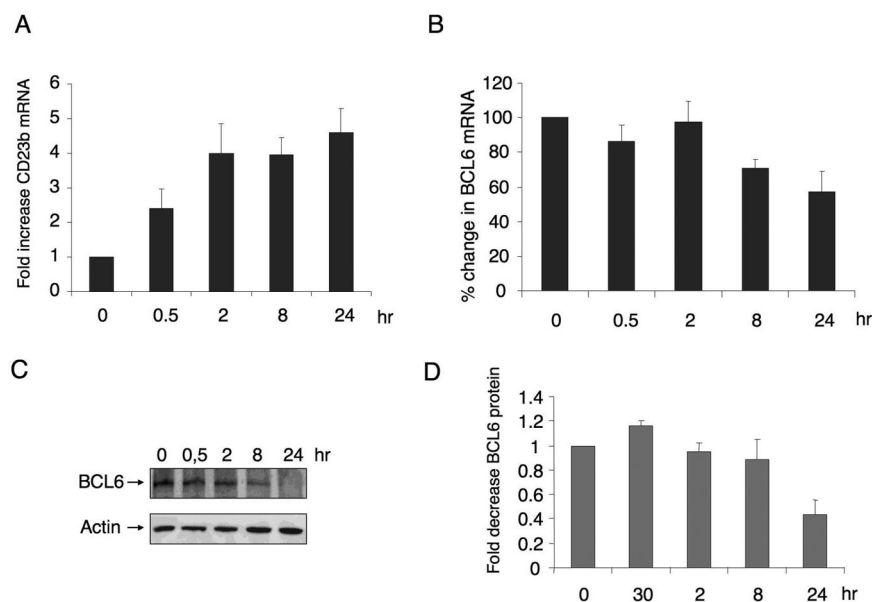 A
Fold increase CD23b mRNA
6
5
4
3
2
1
0
0 0.5 2 8 24 hr
B
% change in BCL6 mRNA
120
100
80
60
40
20
0
0 0.5 2 8 24 hr
C
0 0,5 2 8 24 hr
BCL6
Actin
D
Fold decrease BCL6 protein
1.4
1.2
1
0.8
0.6
0.4
0.2
0
0 30 2 8 24 hr